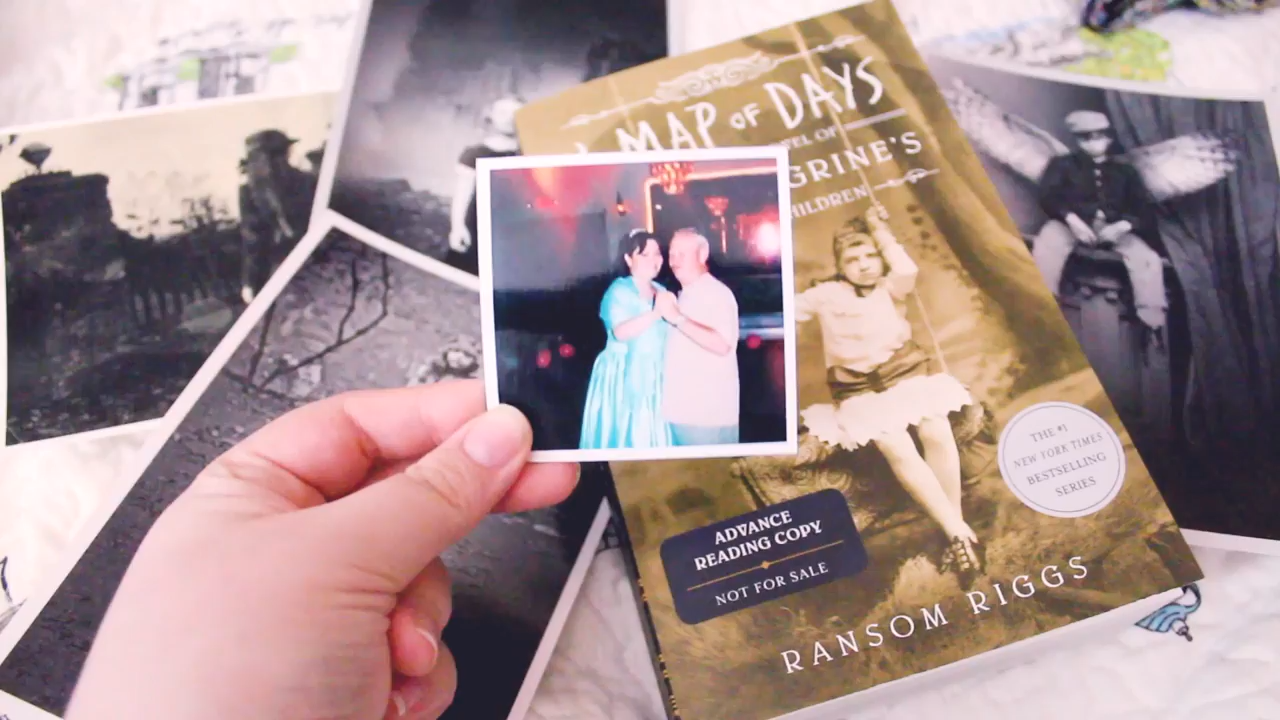 MAP OF DAYS
OF
GRINE'S
HILDREN
THE #1
NEW YORK TIMES
BESTSELLING
SERIES
ADVANCE
READING COPY
NOT FOR SALE
RANSOM RIGGS